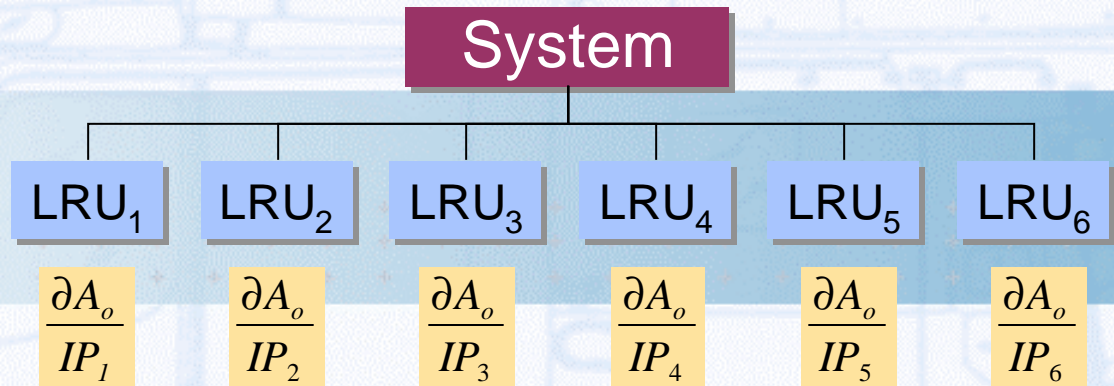 System
LRU₁ LRU₂ LRU₃ LRU₄ LRU₅ LRU₆
∂Aₒ ∂Aₒ ∂Aₒ ∂Aₒ ∂Aₒ ∂Aₒ
IP₁ IP₂ IP₃ IP₄ IP₅ IP₆